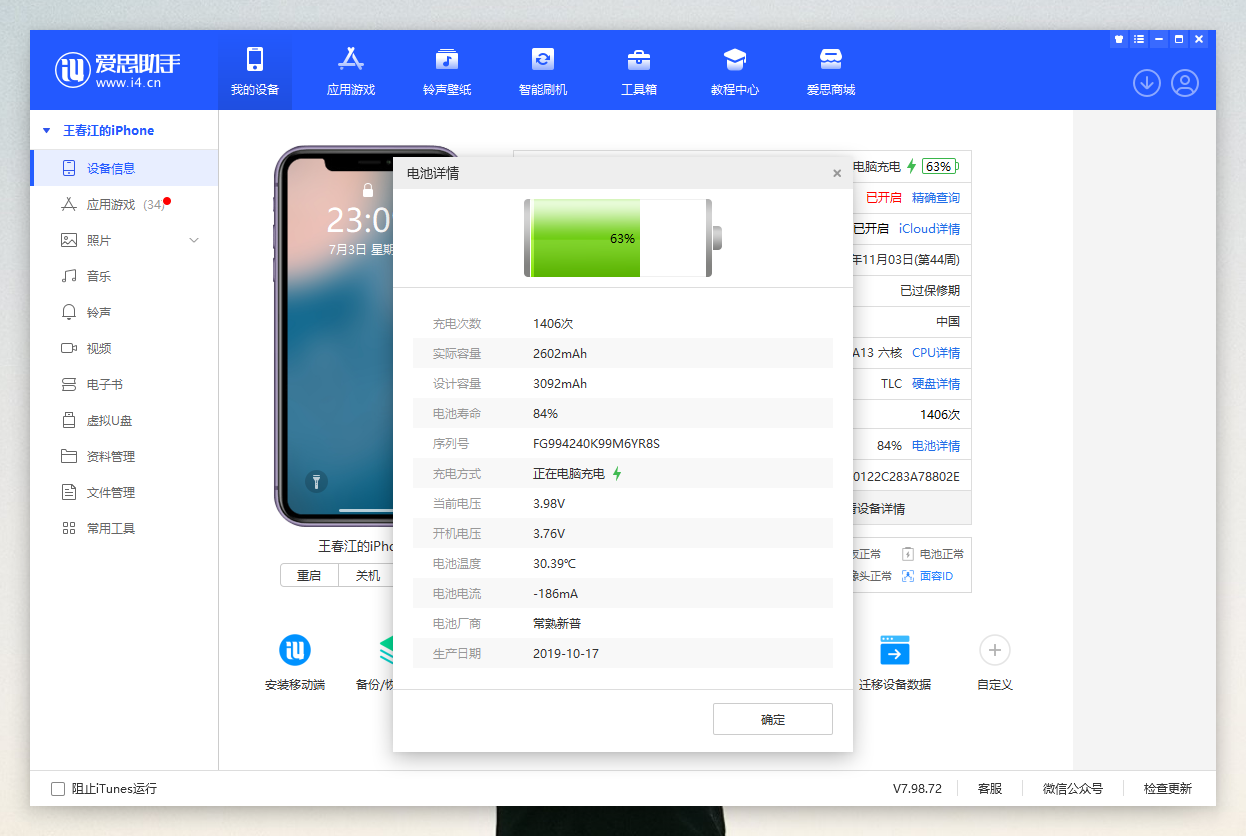 爱思助手
www.i4.cn
我的设备
应用游戏
铃声壁纸
智能刷机
工具箱
教程中心
爱思商城
王春江的iPhone
设备信息
应用游戏 (34)
照片
音乐
铃声
视频
电子书
虚拟U盘
资料管理
文件管理
常用工具
23:0
7月3日 星期
王春江的iPho
重启
关机
电池详情
63%
充电次数 1406次
实际容量 2602mAh
设计容量 3092mAh
电池寿命 84%
序列号 FG994240K99M6YR8S
充电方式 正在电脑充电
当前电压 3.98V
开机电压 3.76V
电池温度 30.39℃
电池电流 -186mA
电池厂商 常熟新普
生产日期 2019-10-17
确定
电脑充电 63%
已开启 精确查询
已开启 iCloud详情
年11月03日(第44周)
已过保修期
中国
A13 六核 CPU详情
TLC 硬盘详情
1406次
84% 电池详情
0122C283A78802E
设备详情
正常 电池正常
像头正常 面容ID
安装移动端
备份/恢
迁移设备数据
自定义
阻止iTunes运行
V7.98.72
客服
微信公众号
检查更新